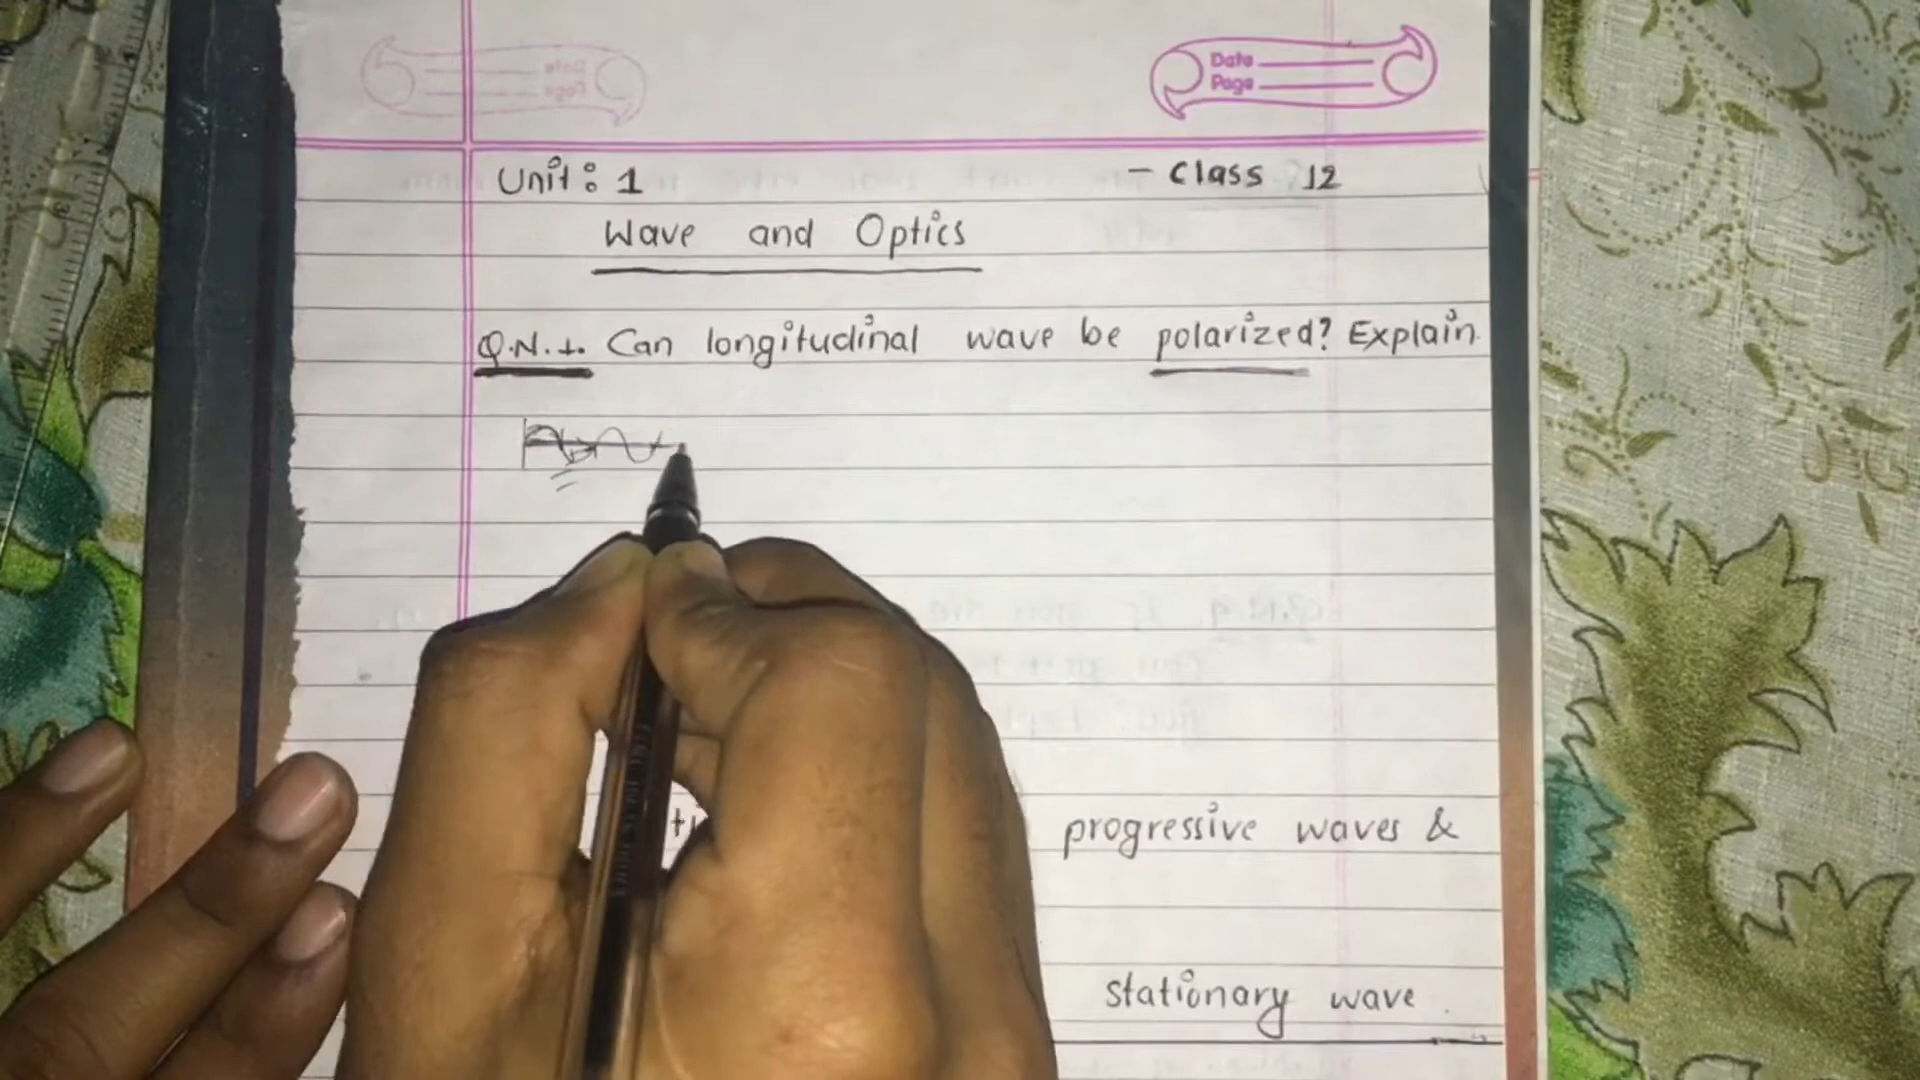 Date
Page
Unit: 1 - Class 12
Wave and Optics
Q.N.1. Can longitudinal wave be polarized? Explain.
progressive waves &
stationary wave.